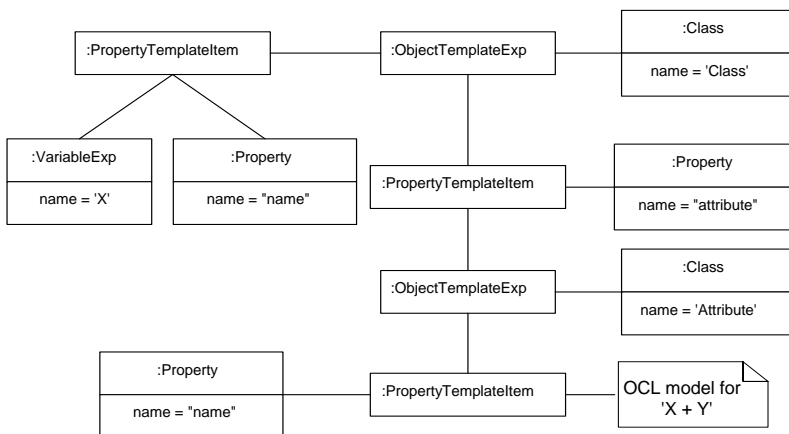 :PropertyTemplateItem
:ObjectTemplateExp
:Class
name = 'Class'
:VariableExp
name = 'X'
:Property
name = "name"
:PropertyTemplateItem
:Property
name = "attribute"
:ObjectTemplateExp
:Class
name = 'Attribute'
:Property
name = "name"
:PropertyTemplateItem
OCL model for
'X + Y'